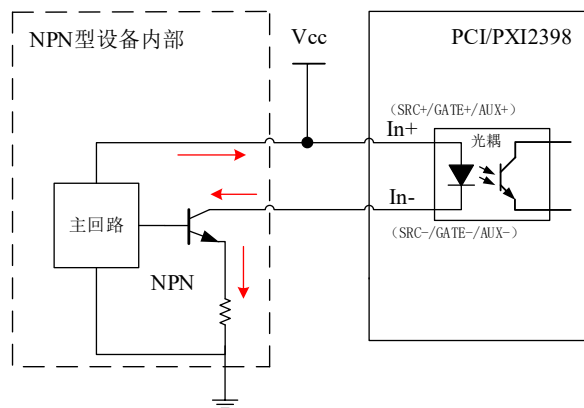 NPN型设备内部
Vcc
PCI/PXI2398
（SRC+/GATE+/AUX+）
In+
光耦
主回路
In-
（SRC-/GATE-/AUX-）
NPN